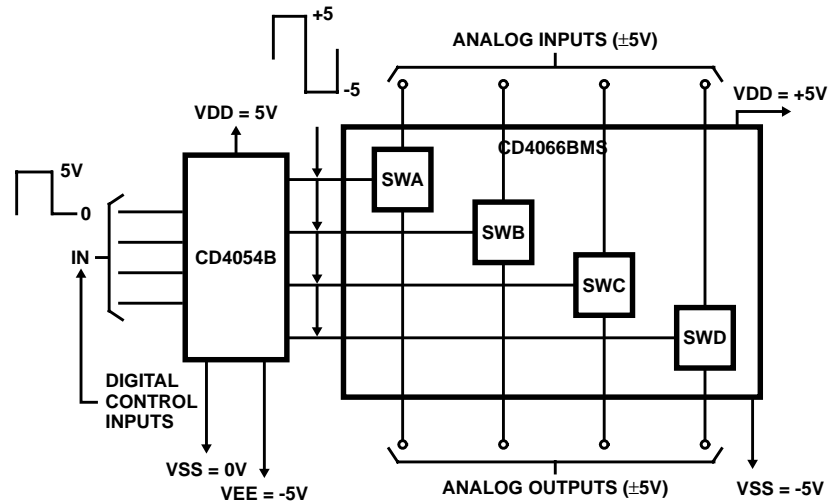 +5
-5
ANALOG INPUTS (±5V)
VDD = +5V
VDD = 5V
CD4066BMS
5V
0
IN
CD4054B
SWA
SWB
SWC
SWD
DIGITAL
CONTROL
INPUTS
VSS = 0V
VEE = -5V
ANALOG OUTPUTS (±5V)
VSS = -5V